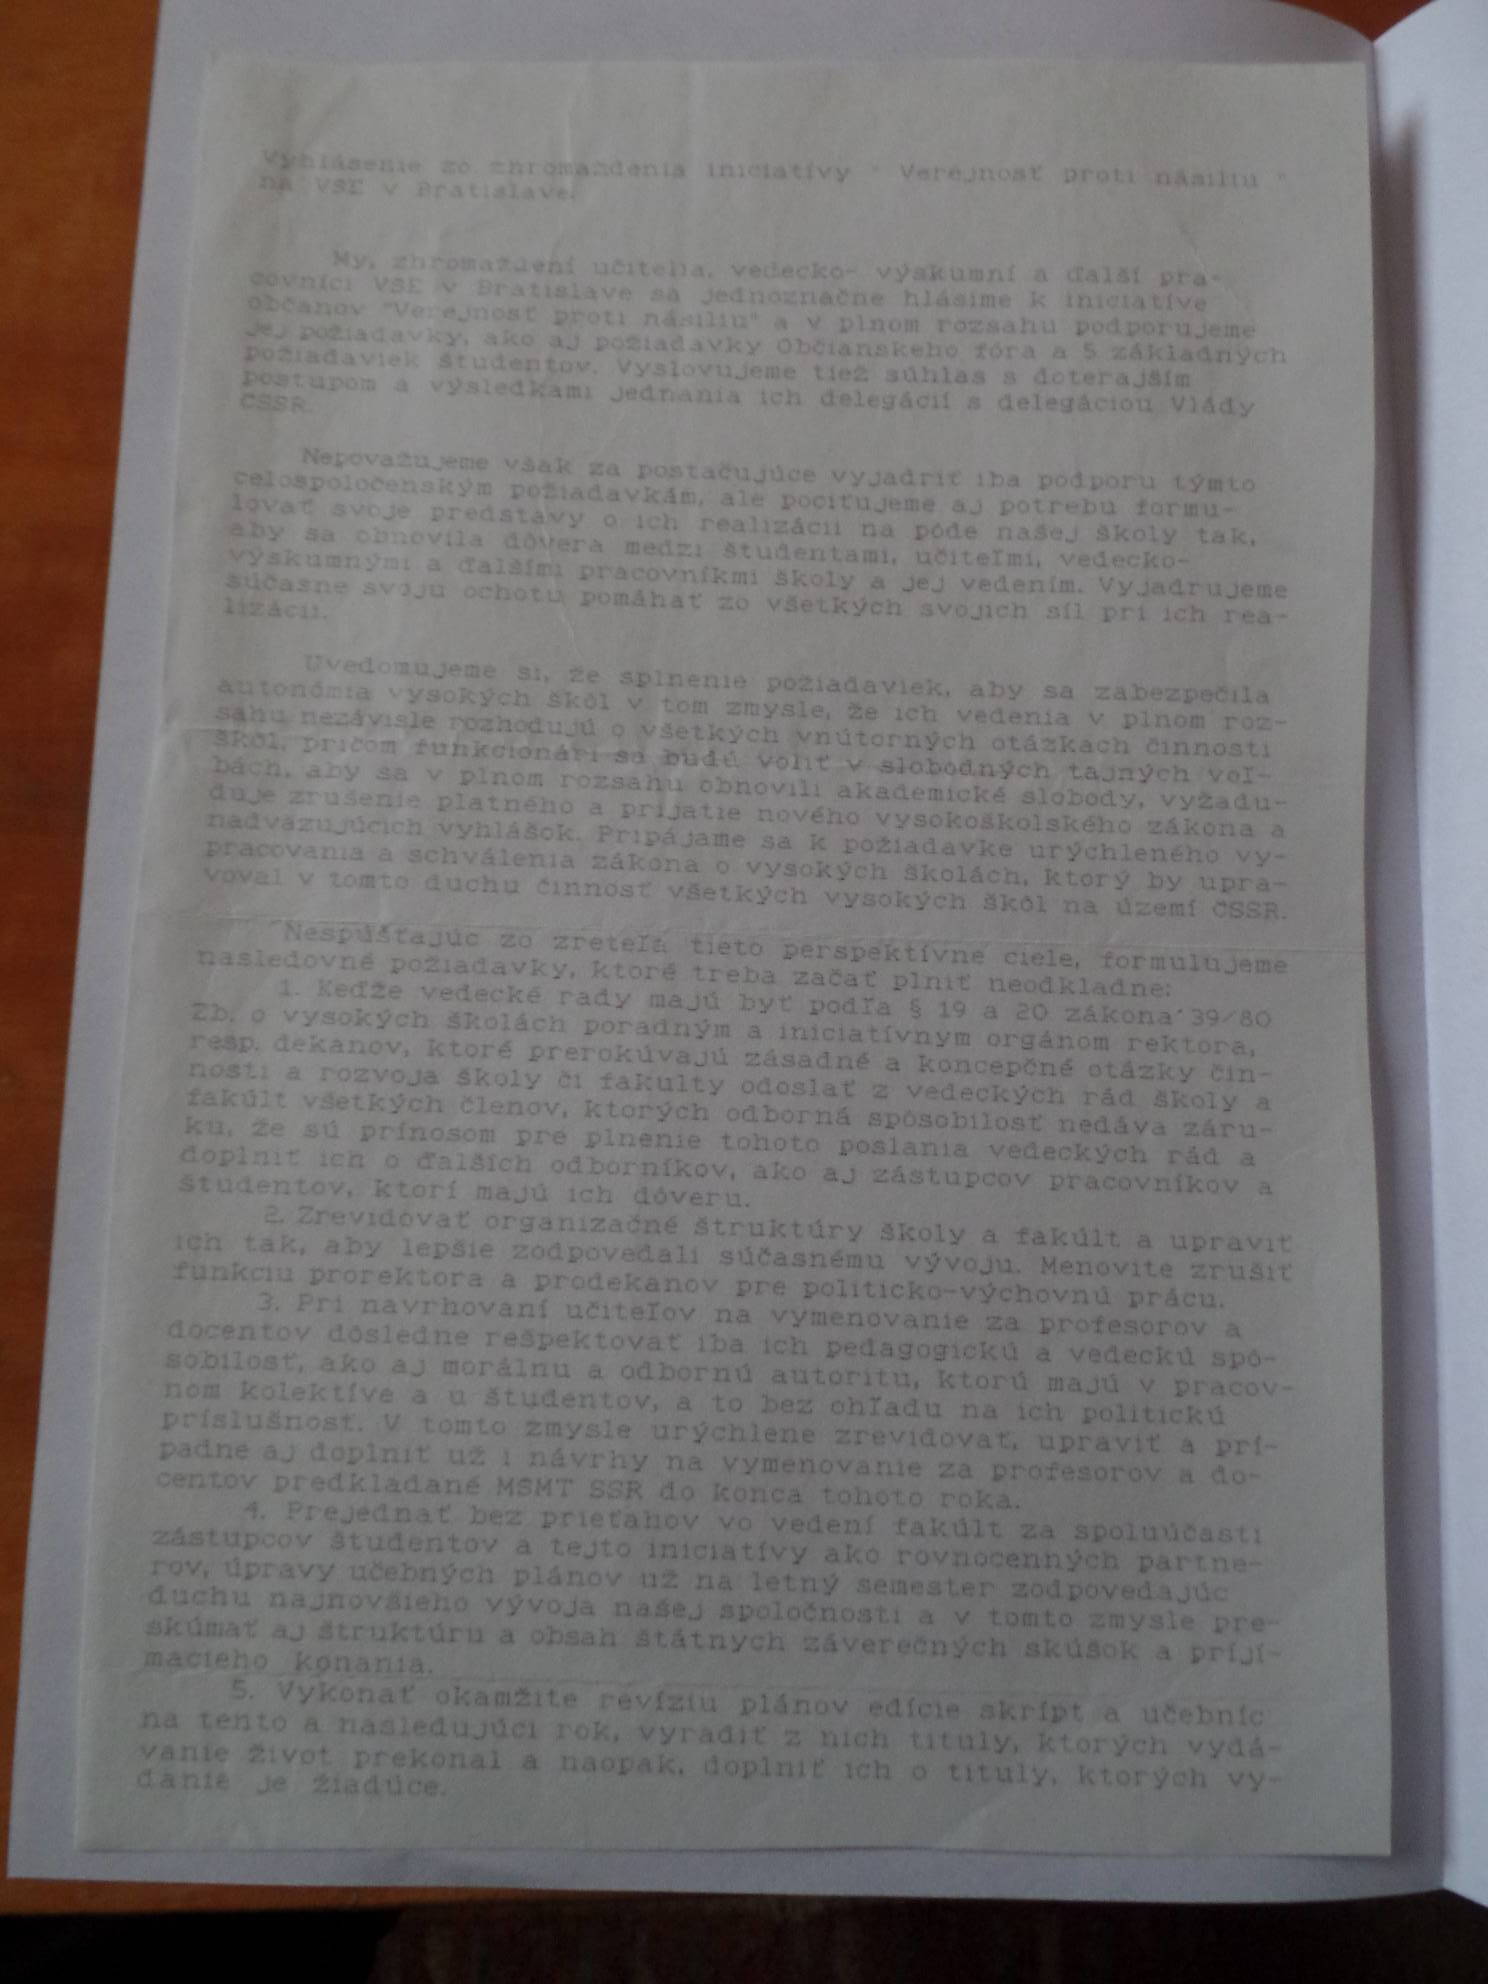 Vyhlásenie zo zhromaždenia iniciatívy " Verejnosť proti násiliu "
na VŠE v Bratislave.
My, zhromaždení učitelia, vedecko- výskumní a ďalší pra-
covníci VŠE v Bratislave sa jednoznačne hlásime k iniciatíve
občanov "Verejnosť proti násiliu" a v plnom rozsahu podporujeme
jej požiadavky, ako aj požiadavky Občianskeho fóra a 5 základných
požiadaviek študentov. Vyslovujeme tiež súhlas s doterajším
postupom a výsledkami jednania ich delegácií s delegáciou Vlády
ČSSR.
Nepovažujeme však za postačujúce vyjadriť iba podporu týmto
celospoločenským požiadavkám, ale pociťujeme aj potrebu formu-
lovať svoje predstavy o ich realizácii na pôde našej školy tak,
aby sa obnovila dôvera medzi študentami, učiteľmi, vedecko-
výskumnými a ďalšími pracovníkmi školy a jej vedením. Vyjadrujeme
súčasne svoju ochotu pomáhať zo všetkých svojich síl pri ich rea-
lizácii.
Uvedomujeme si, že splnenie požiadaviek, aby sa zabezpečila
autonómia vysokých škôl v tom zmysle, že ich vedenia v plnom roz-
sahu nezávisle rozhodujú o všetkých vnútorných otázkach činnosti
škôl, pričom funkcionári sa budú voliť v slobodných tajných voľ-
bách, aby sa v plnom rozsahu obnovili akademické slobody, vyžadu-
duje zrušenie platného a prijatie nového vysokoškolského zákona a
nadväzujúcich vyhlášok. Pripájame sa k požiadavke urýchleného vy-
pracovania a schválenia zákona o vysokých školách, ktorý by upra-
voval v tomto duchu činnosť všetkých vysokých škôl na území ČSSR.
Nespúšťajúc zo zreteľa tieto perspektívne ciele, formulujeme
nasledovné požiadavky, ktoré treba začať plniť neodkladne:
1. Keďže vedecké rady majú byť podľa § 19 a 20 zákona 39/80
Zb. o vysokých školách poradným a iniciatívnym orgánom rektora,
resp. dekanov, ktoré prerokúvajú zásadné a koncepčné otázky čin-
nosti a rozvoja školy či fakulty odoslať z vedeckých rád školy a
fakúlt všetkých členov, ktorých odborná spôsobilosť nedáva záru-
ku, že sú prínosom pre plnenie tohoto poslania vedeckých rád a
doplniť ich o ďalších odborníkov, ako aj zástupcov pracovníkov a
študentov, ktorí majú ich dôveru.
2. Zrevidovať organizačné štruktúry školy a fakúlt a upraviť
ich tak, aby lepšie zodpovedali súčasnému vývoju. Menovite zrušiť
funkciu prorektora a prodekanov pre politicko-výchovnú prácu.
3. Pri navrhovaní učiteľov na vymenovanie za profesorov a
docentov dôsledne rešpektovať iba ich pedagogickú a vedeckú spô-
sobilosť, ako aj morálnu a odbornú autoritu, ktorú majú v pracov-
nom kolektíve a u študentov, a to bez ohľadu na ich politickú
príslušnosť. V tomto zmysle urýchlene zrevidovať, upraviť a prí-
padne aj doplniť už i návrhy na vymenovanie za profesorov a do-
centov predkladané MŠMT SSR do konca tohoto roka.
4. Prejednať bez prieťahov vo vedení fakúlt za spoluúčasti
zástupcov študentov a tejto iniciatívy ako rovnocenných partne-
rov, úpravy učebných plánov už na letný semester zodpovedajúc
duchu najnovšieho vývoja našej spoločnosti a v tomto zmysle pre-
skúmať aj štruktúru a obsah štátnych záverečných skúšok a prijí-
macieho konania.
5. Vykonať okamžite revíziu plánov edície skrípt a učebníc
na tento a nasledujúci rok, vyradiť z nich tituly, ktorých vydá-
vanie život prekonal a naopak, doplniť ich o tituly, ktorých vy-
danie je žiadúce.